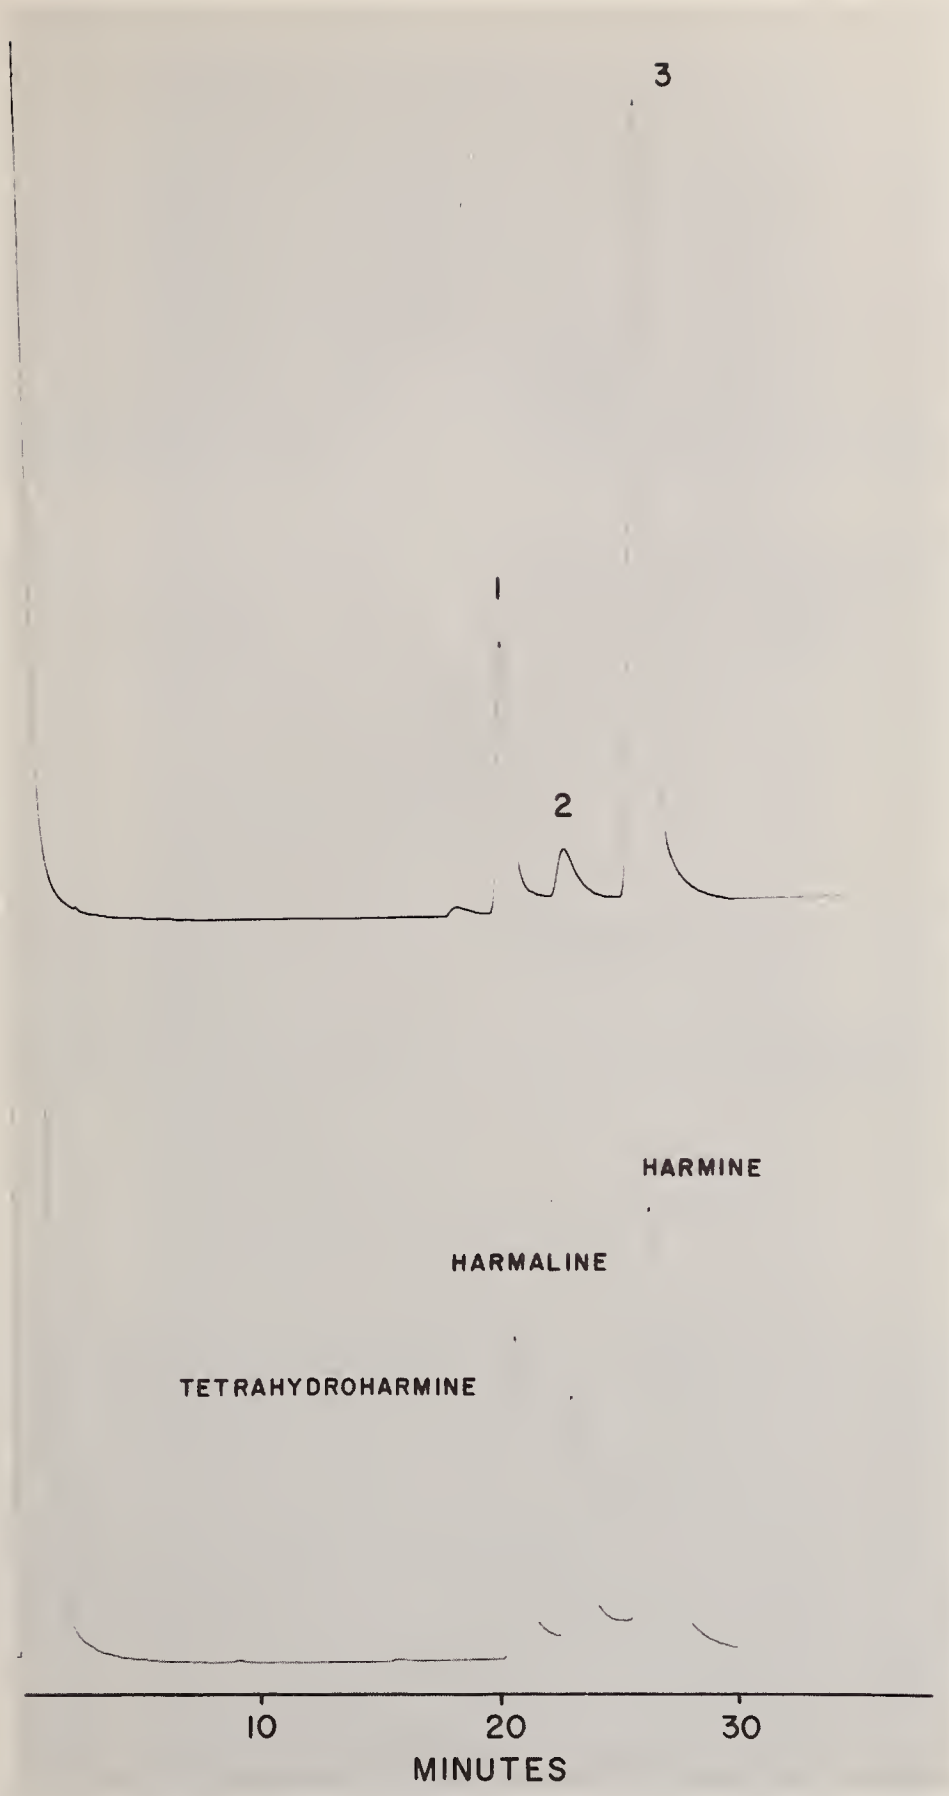 3
1
2
HARMINE
HARMALINE
TETRAHYDROHARMINE
10 20 30
MINUTES